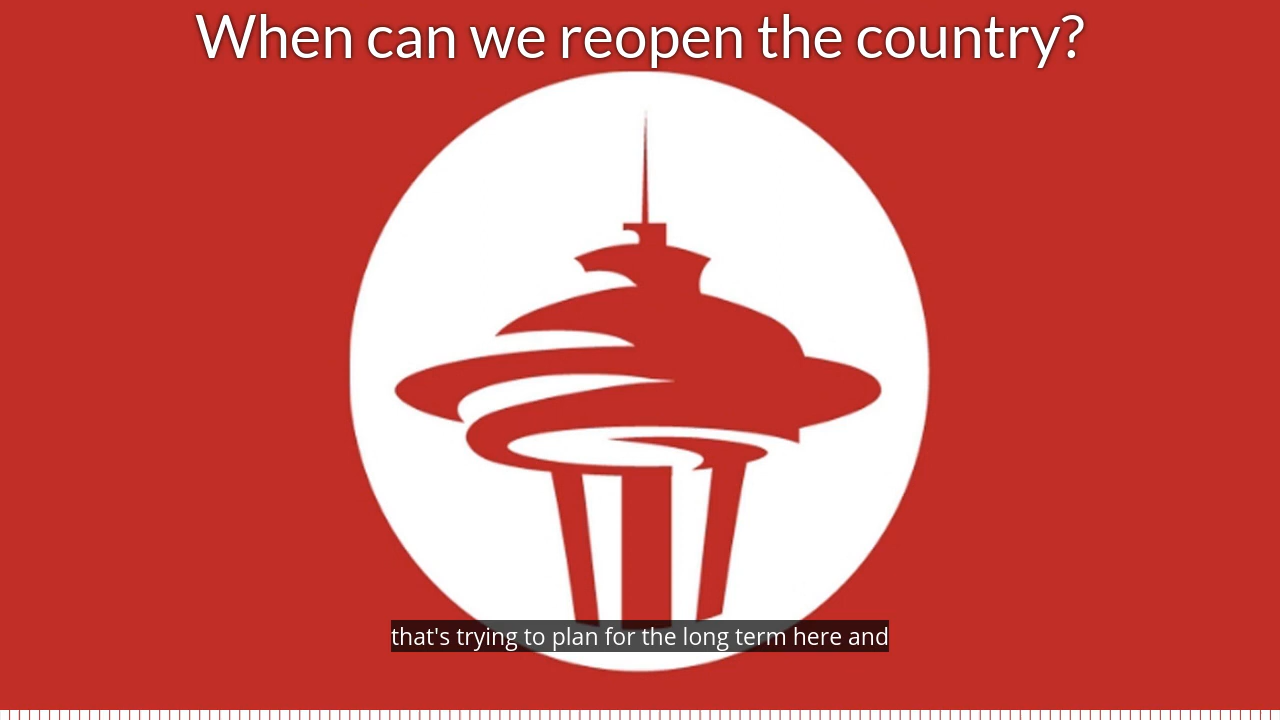 When can we reopen the country?
that's trying to plan for the long term here and